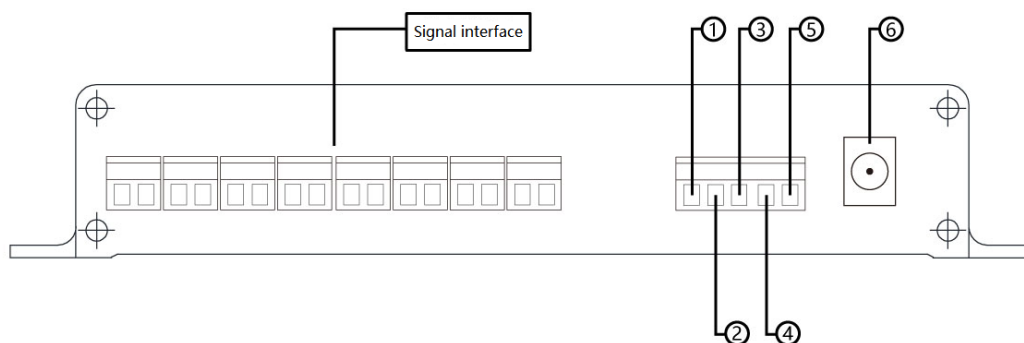 Signal interface
① ③ ⑤ ⑥
② ④